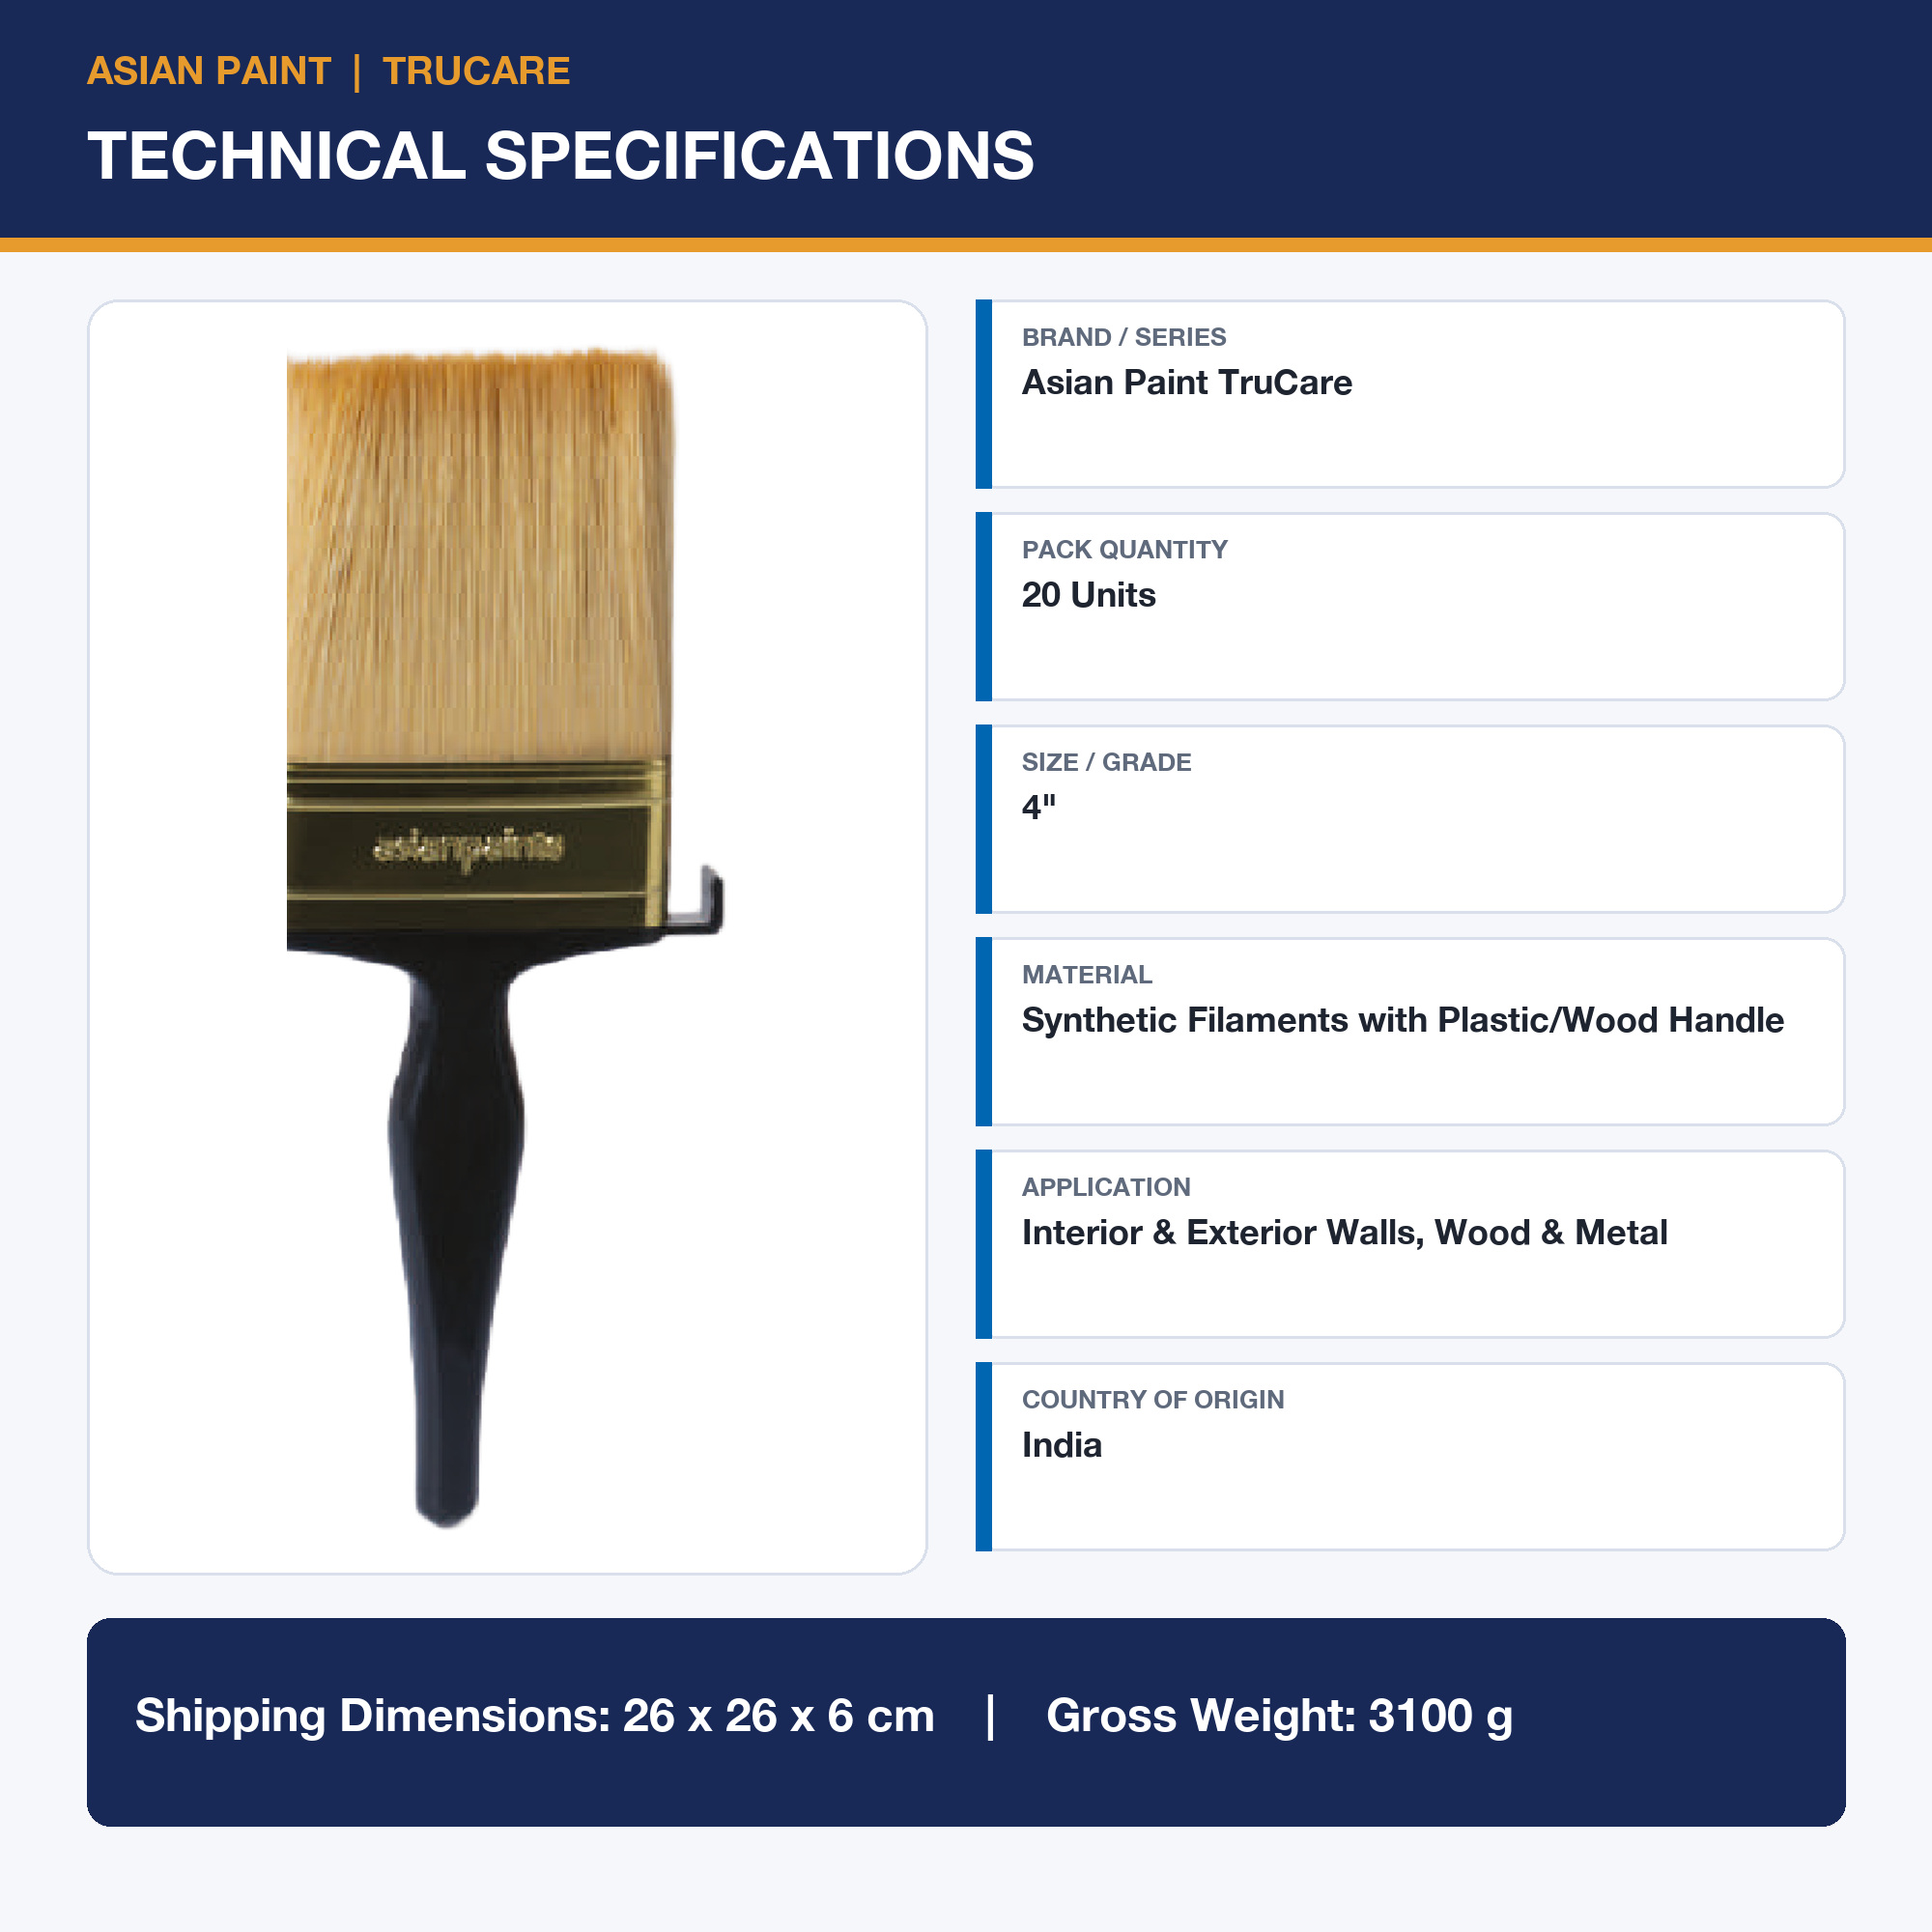 ASIAN PAINT | TRUCARE
TECHNICAL SPECIFICATIONS
asianpaints
BRAND / SERIES
Asian Paint TruCare
PACK QUANTITY
20 Units
SIZE / GRADE
4"
MATERIAL
Synthetic Filaments with Plastic/Wood Handle
APPLICATION
Interior & Exterior Walls, Wood & Metal
COUNTRY OF ORIGIN
India
Shipping Dimensions: 26 x 26 x 6 cm | Gross Weight: 3100 g